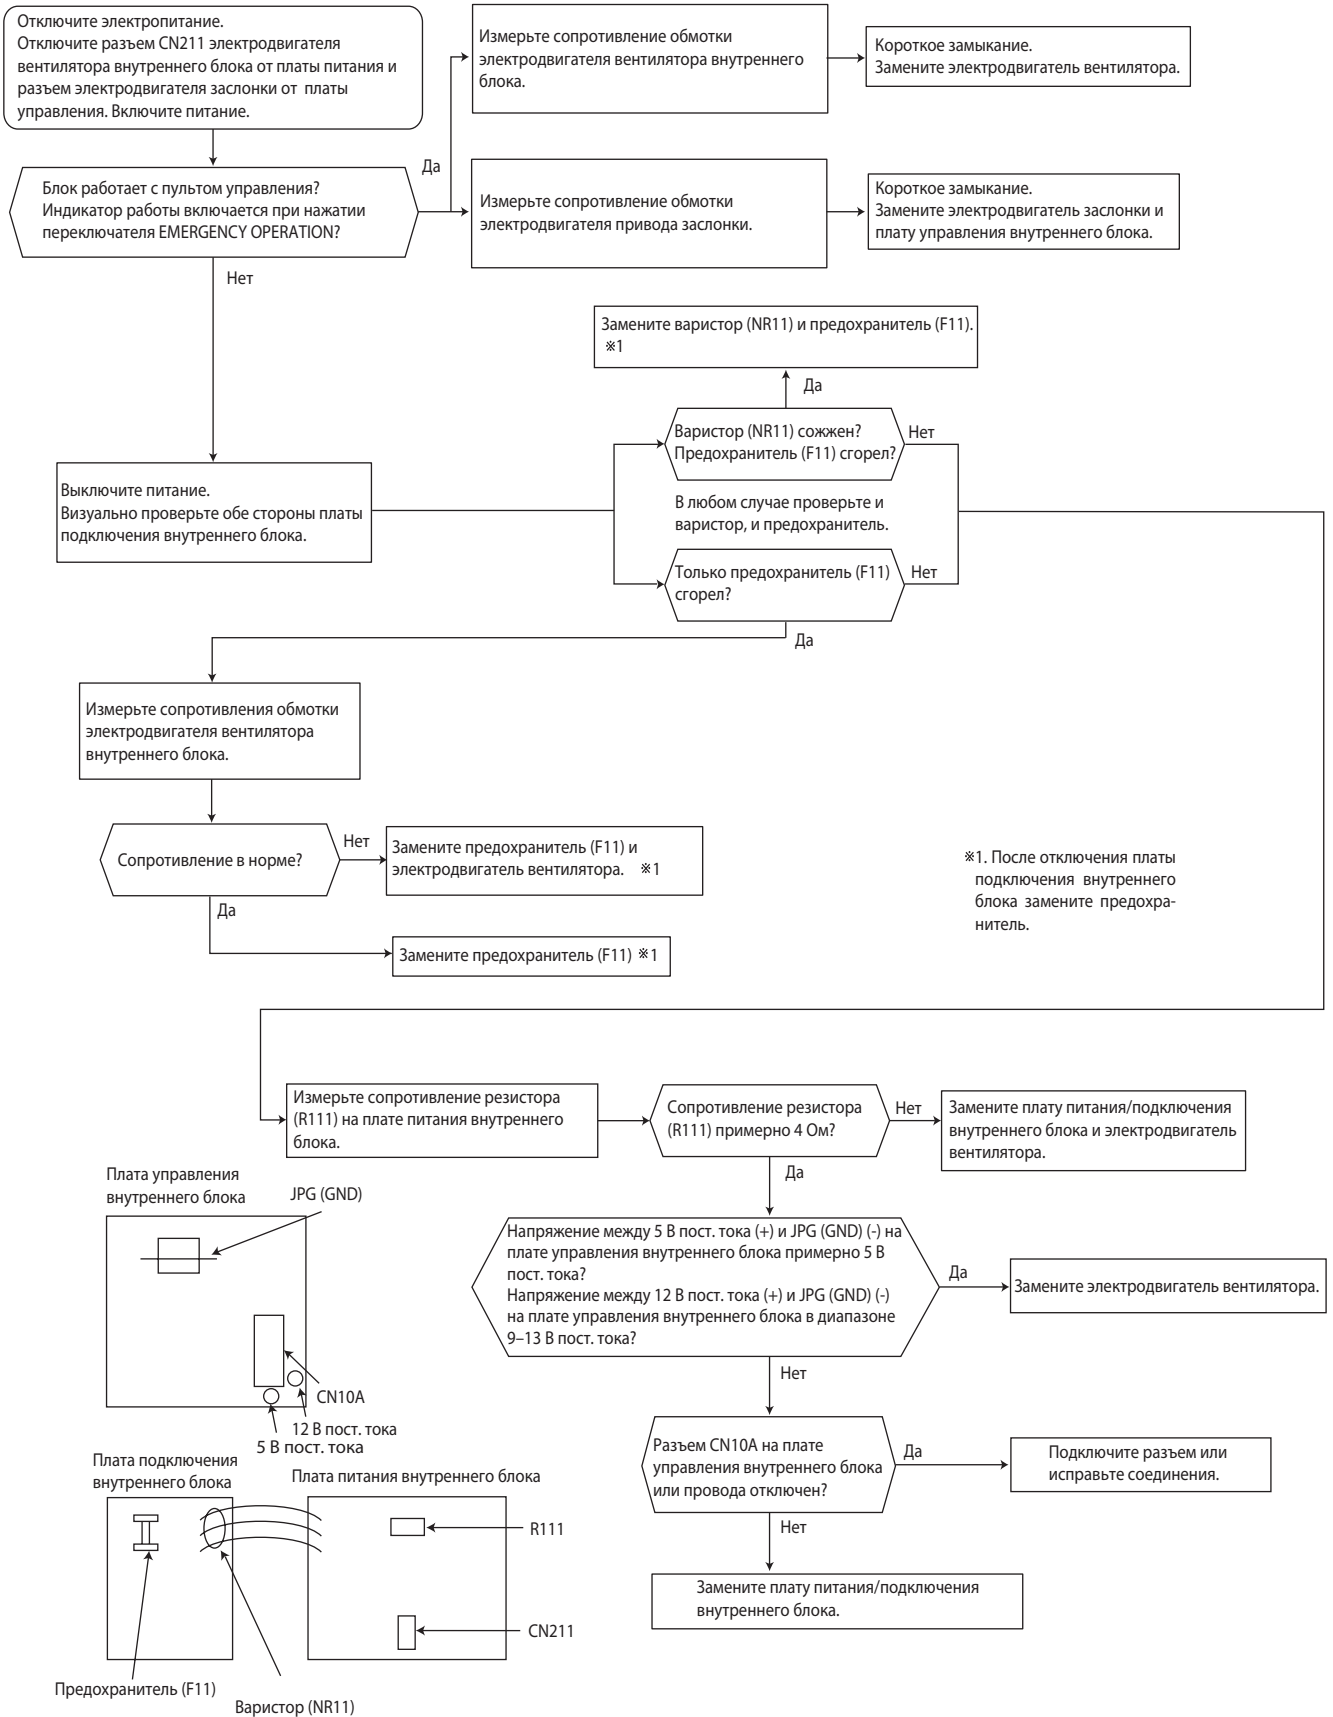 Отключите электропитание.
Отключите разъем CN211 электродвигателя
вентилятора внутреннего блока от платы питания и
разъем электродвигателя заслонки от платы
управления. Включите питание.
Измерьте сопротивление обмотки
электродвигателя вентилятора внутреннего
блока.
Короткое замыкание.
Замените электродвигатель вентилятора.
Да
Блок работает с пультом управления?
Индикатор работы включается при нажатии
переключателя EMERGENCY OPERATION?
Измерьте сопротивление обмотки
электродвигателя привода заслонки.
Короткое замыкание.
Замените электродвигатель заслонки и
плату управления внутреннего блока.
Нет
Замените варистор (NR11) и предохранитель (F11).
※1
Да
Варистор (NR11) сожжен?
Предохранитель (F11) сгорел?
Нет
Выключите питание.
Визуально проверьте обе стороны платы
подключения внутреннего блока.
В любом случае проверьте и
варистор, и предохранитель.
Только предохранитель (F11)
сгорел?
Нет
Да
Измерьте сопротивления обмотки
электродвигателя вентилятора
внутреннего блока.
Сопротивление в норме?
Нет
Замените предохранитель (F11) и
электродвигатель вентилятора. ※1
Да
Замените предохранитель (F11) ※1
※1. После отключения платы
подключения внутреннего
блока замените предохра-
нитель.
Измерьте сопротивление резистора
(R111) на плате питания внутреннего
блока.
Сопротивление резистора
(R111) примерно 4 Ом?
Нет
Замените плату питания/подключения
внутреннего блока и электродвигатель
вентилятора.
Да
Напряжение между 5 В пост. тока (+) и JPG (GND) (-) на
плате управления внутреннего блока примерно 5 В
пост. тока?
Напряжение между 12 В пост. тока (+) и JPG (GND) (-)
на плате управления внутреннего блока в диапазоне
9–13 В пост. тока?
Да
Замените электродвигатель вентилятора.
Нет
Разъем CN10A на плате
управления внутреннего блока
или провода отключен?
Да
Подключите разъем или
исправьте соединения.
Нет
Замените плату питания/подключения
внутреннего блока.
Плата управления
внутреннего блока
JPG (GND)
CN10A
12 В пост. тока
5 В пост. тока
Плата подключения
внутреннего блока
Плата питания внутреннего блока
R111
CN211
Предохранитель (F11)
Варистор (NR11)